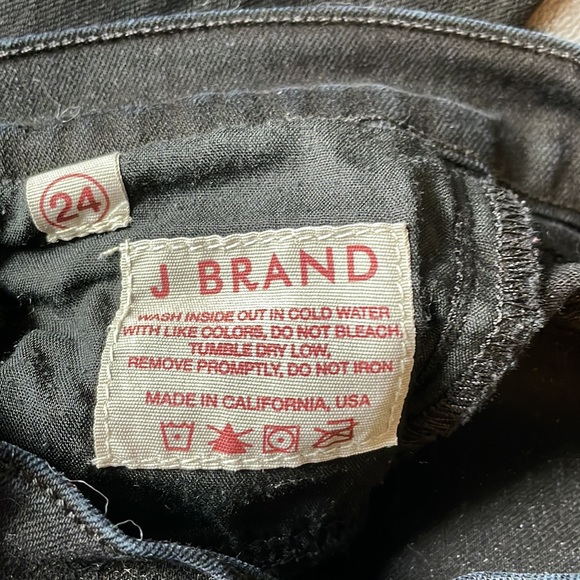 24
J BRAND
WASH INSIDE OUT IN COLD WATER
WITH LIKE COLORS, DO NOT BLEACH,
TUMBLE DRY LOW,
REMOVE PROMPTLY, DO NOT IRON
MADE IN CALIFORNIA, USA